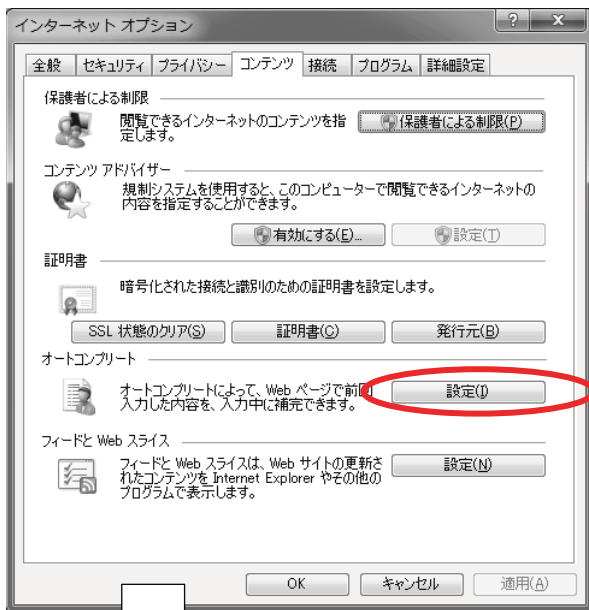 インターネット オプション
? x
全般 セキュリティ プライバシー コンテンツ 接続 プログラム 詳細設定
保護者による制限
閲覧できるインターネットのコンテンツを指 保護者による制限(P)
定します。
コンテンツ アドバイザー
規制システムを使用すると、このコンピューターで閲覧できるインターネットの
内容を指定することができます。
有効にする(E)... 設定(T)
証明書
暗号化された接続と識別のための証明書を設定します。
SSL 状態のクリア(S) 証明書(C) 発行元(B)
オートコンプリート
オートコンプリートによって、Web ページで前回 設定(I)
入力した内容を、入力中に補完できます。
フィードと Web スライス
フィードと Web スライスは、Web サイトの更新さ 設定(N)
れたコンテンツを Internet Explorer やその他の
プログラムで表示します。
OK キャンセル 適用(A)